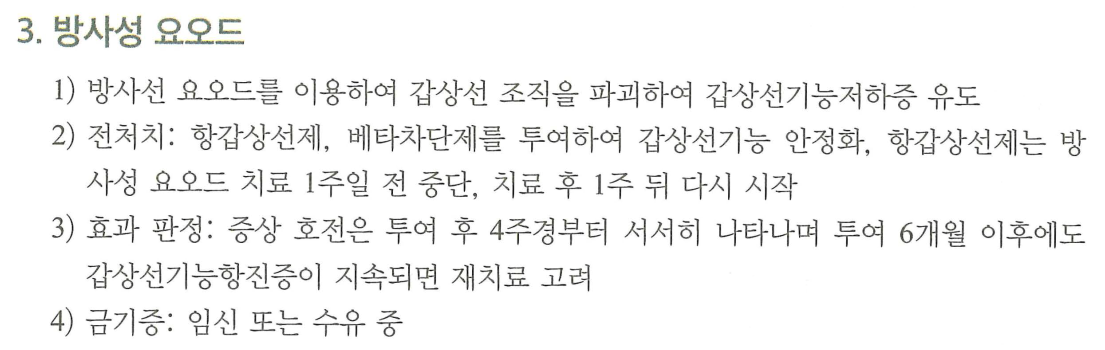 3. 방사성 요오드
1) 방사선 요오드를 이용하여 갑상선 조직을 파괴하여 갑상선기능저하증 유도
2) 전처치: 항갑상선제, 베타차단제를 투여하여 갑상선기능 안정화, 항갑상선제는 방
사성 요오드 치료 1주일 전 중단, 치료 후 1주 뒤 다시 시작
3) 효과 판정: 증상 호전은 투여 후 4주경부터 서서히 나타나며 투여 6개월 이후에도
갑상선기능항진증이 지속되면 재치료 고려
4) 금기증: 임신 또는 수유 중